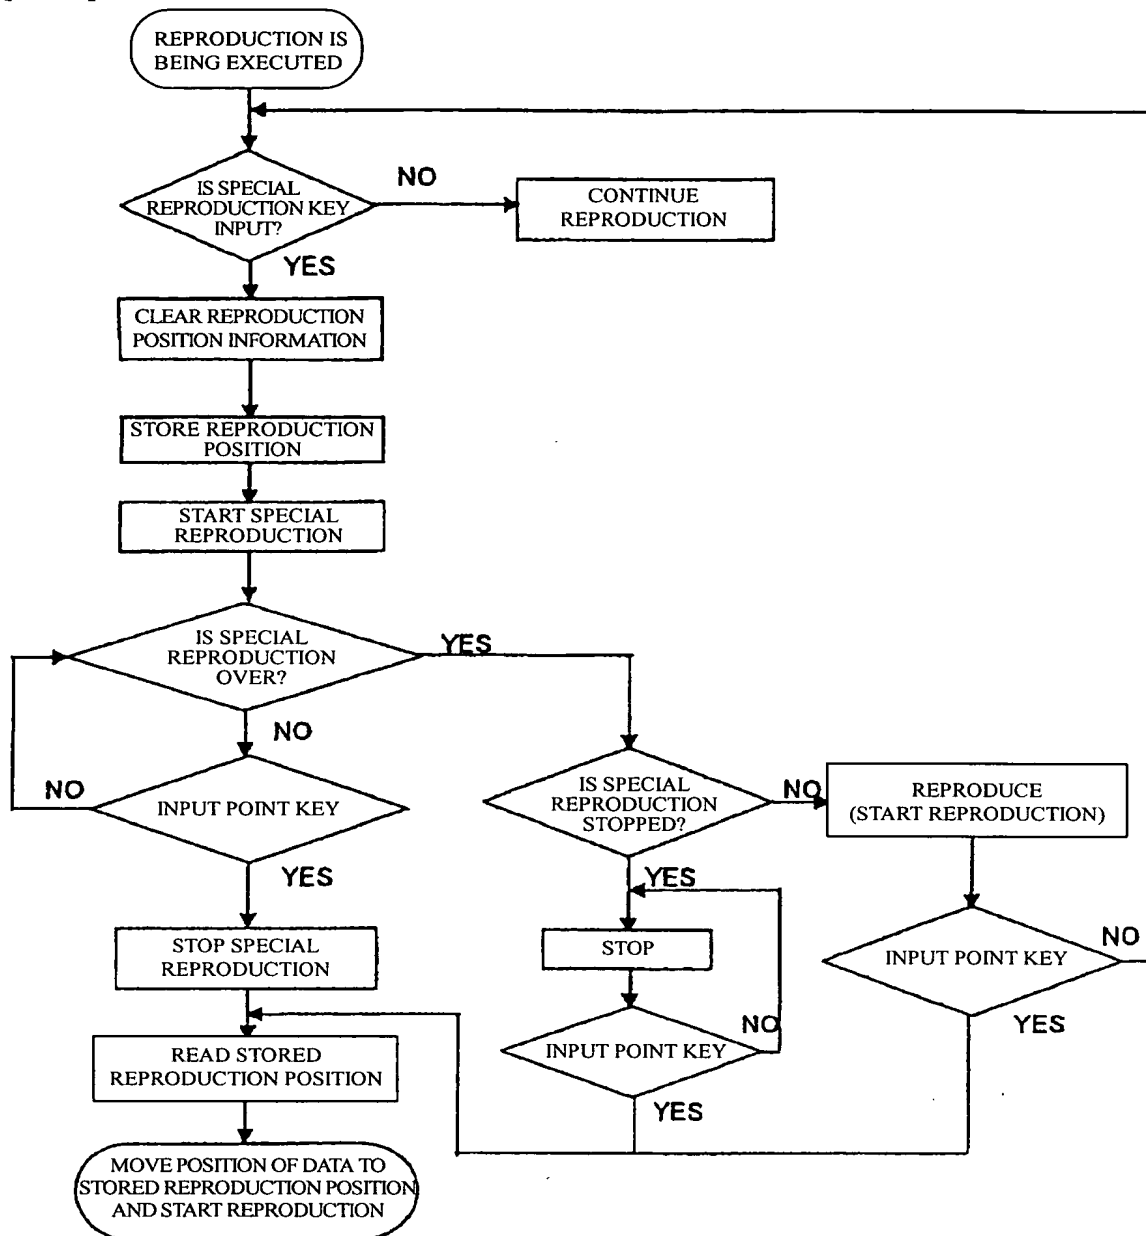 REPRODUCTION IS
BEING EXECUTED
IS SPECIAL
REPRODUCTION KEY
INPUT?
NO
CONTINUE
REPRODUCTION
YES
CLEAR REPRODUCTION
POSITION INFORMATION
STORE REPRODUCTION
POSITION
START SPECIAL
REPRODUCTION
IS SPECIAL
REPRODUCTION
OVER?
YES
NO
NO
INPUT POINT KEY
YES
IS SPECIAL
REPRODUCTION
STOPPED?
NO
REPRODUCE
(START REPRODUCTION)
YES
STOP SPECIAL
REPRODUCTION
STOP
INPUT POINT KEY
NO
INPUT POINT KEY
NO
YES
YES
READ STORED
REPRODUCTION POSITION
MOVE POSITION OF DATA TO
STORED REPRODUCTION POSITION
AND START REPRODUCTION